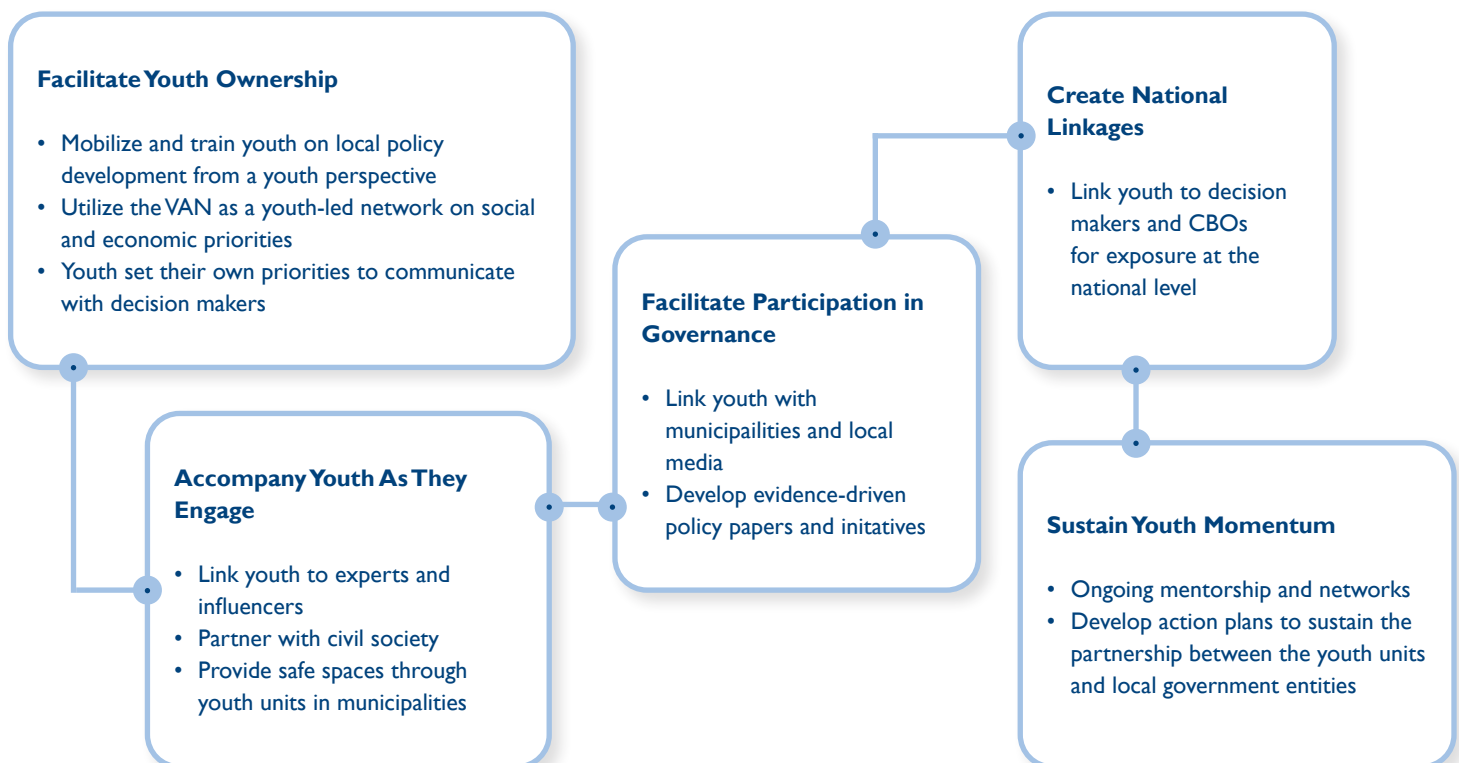 Facilitate Youth Ownership
• Mobilize and train youth on local policy
development from a youth perspective
• Utilize the VAN as a youth-led network on social
and economic priorities
• Youth set their own priorities to communicate
with decision makers
Accompany Youth As They
Engage
• Link youth to experts and
influencers
• Partner with civil society
• Provide safe spaces through
youth units in municipalities
Facilitate Participation in
Governance
• Link youth with
municipailities and local
media
• Develop evidence-driven
policy papers and initatives
Create National
Linkages
• Link youth to decision
makers and CBOs
for exposure at the
national level
Sustain Youth Momentum
• Ongoing mentorship and networks
• Develop action plans to sustain the
partnership between the youth units
and local government entities